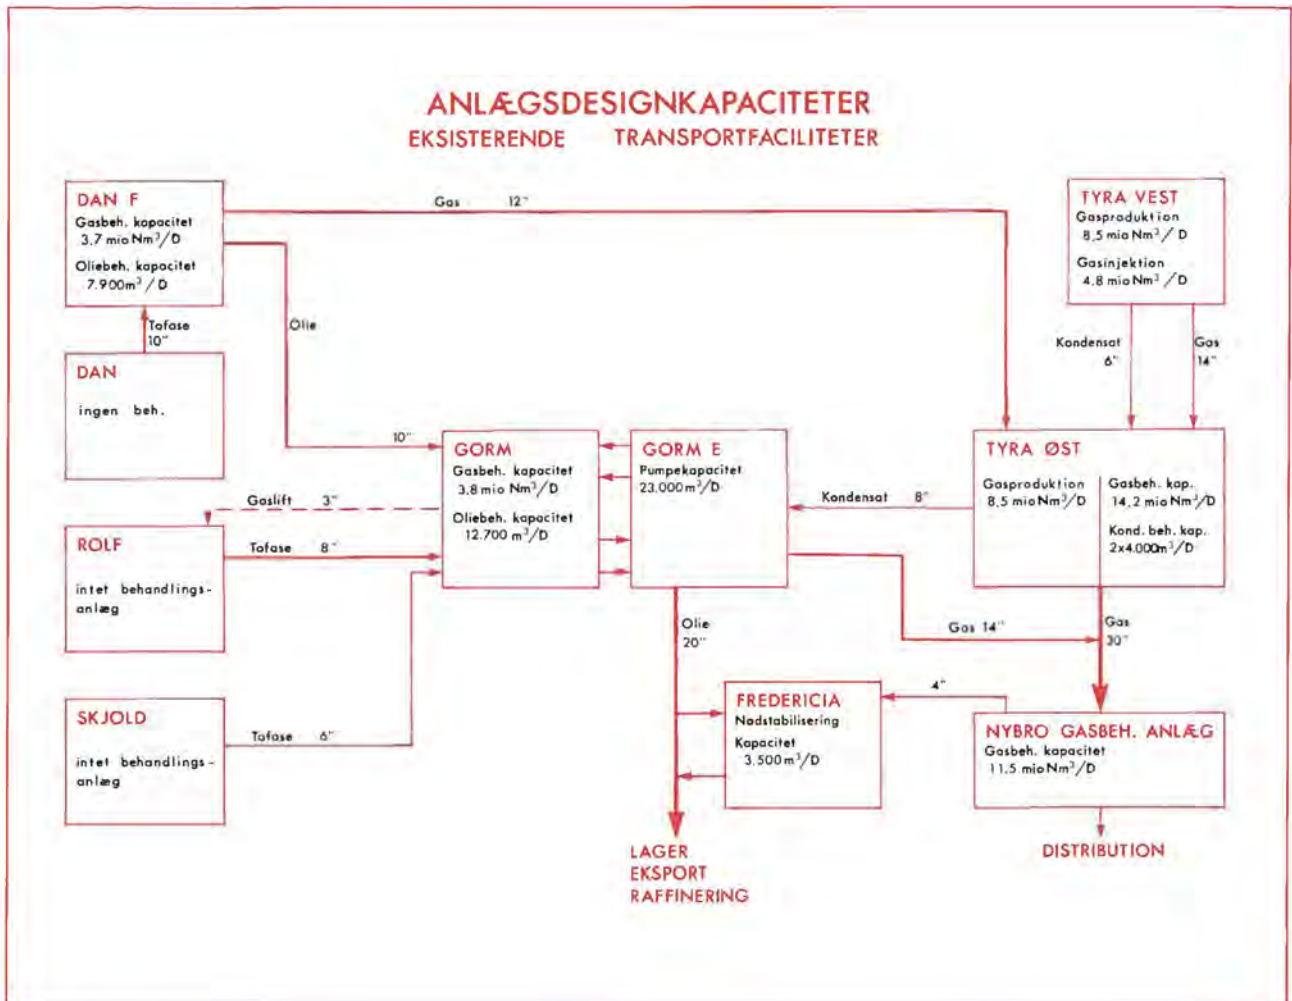 ANLÆGSDESIGNKAPACITETER
EKSISTERENDE TRANSPORTFACILITETER
DAN F
Gasbeh. kapacitet
3.7 mio Nm³/D
Oliebeh. kapacitet
7.900m³/D
Gas 12"
TYRA VEST
Gasproduktion
8,5 mio Nm³/D
Gasinjektion
4.8 mio Nm³/D
Tofase
10"
Olie
Kondensat
6"
Gas
14"
DAN
ingen beh.
10"
GORM
Gasbeh. kapacitet
3.8 mio Nm³/D
Oliebeh. kapacitet
12.700 m³/D
GORM E
Pumpekapacitet
23.000m³/D
Kondensat 8"
TYRA ØST
Gasproduktion
8,5 mio Nm³/D
Gasbeh. kap.
14,2 mio Nm³/D
Kond. beh. kap.
2x4.000m³/D
Gaslift 3"
ROLF
intet behandlings-
anlæg
Tofase 8"
Olie
20"
Gas 14"
Gas
30"
SKJOLD
intet behandlings-
anlæg
Tofase 6"
FREDERICIA
Nødstabilisering
Kapacitet
3.500m³/D
4"
NYBRO GASBEH. ANLÆG
Gasbeh. kapacitet
11.5 mio Nm³/D
LAGER
EKSPORT
RAFFINERING
DISTRIBUTION